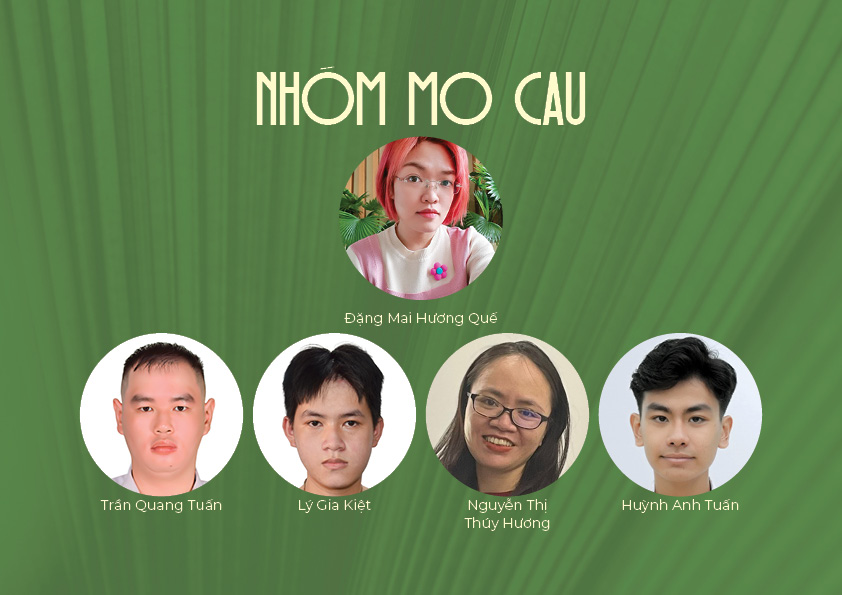 NHÓM MO CAU
Đặng Mai Hương Quế
Trần Quang Tuấn
Lý Gia Kiệt
Nguyễn Thị
Thúy Hương
Huỳnh Anh Tuấn